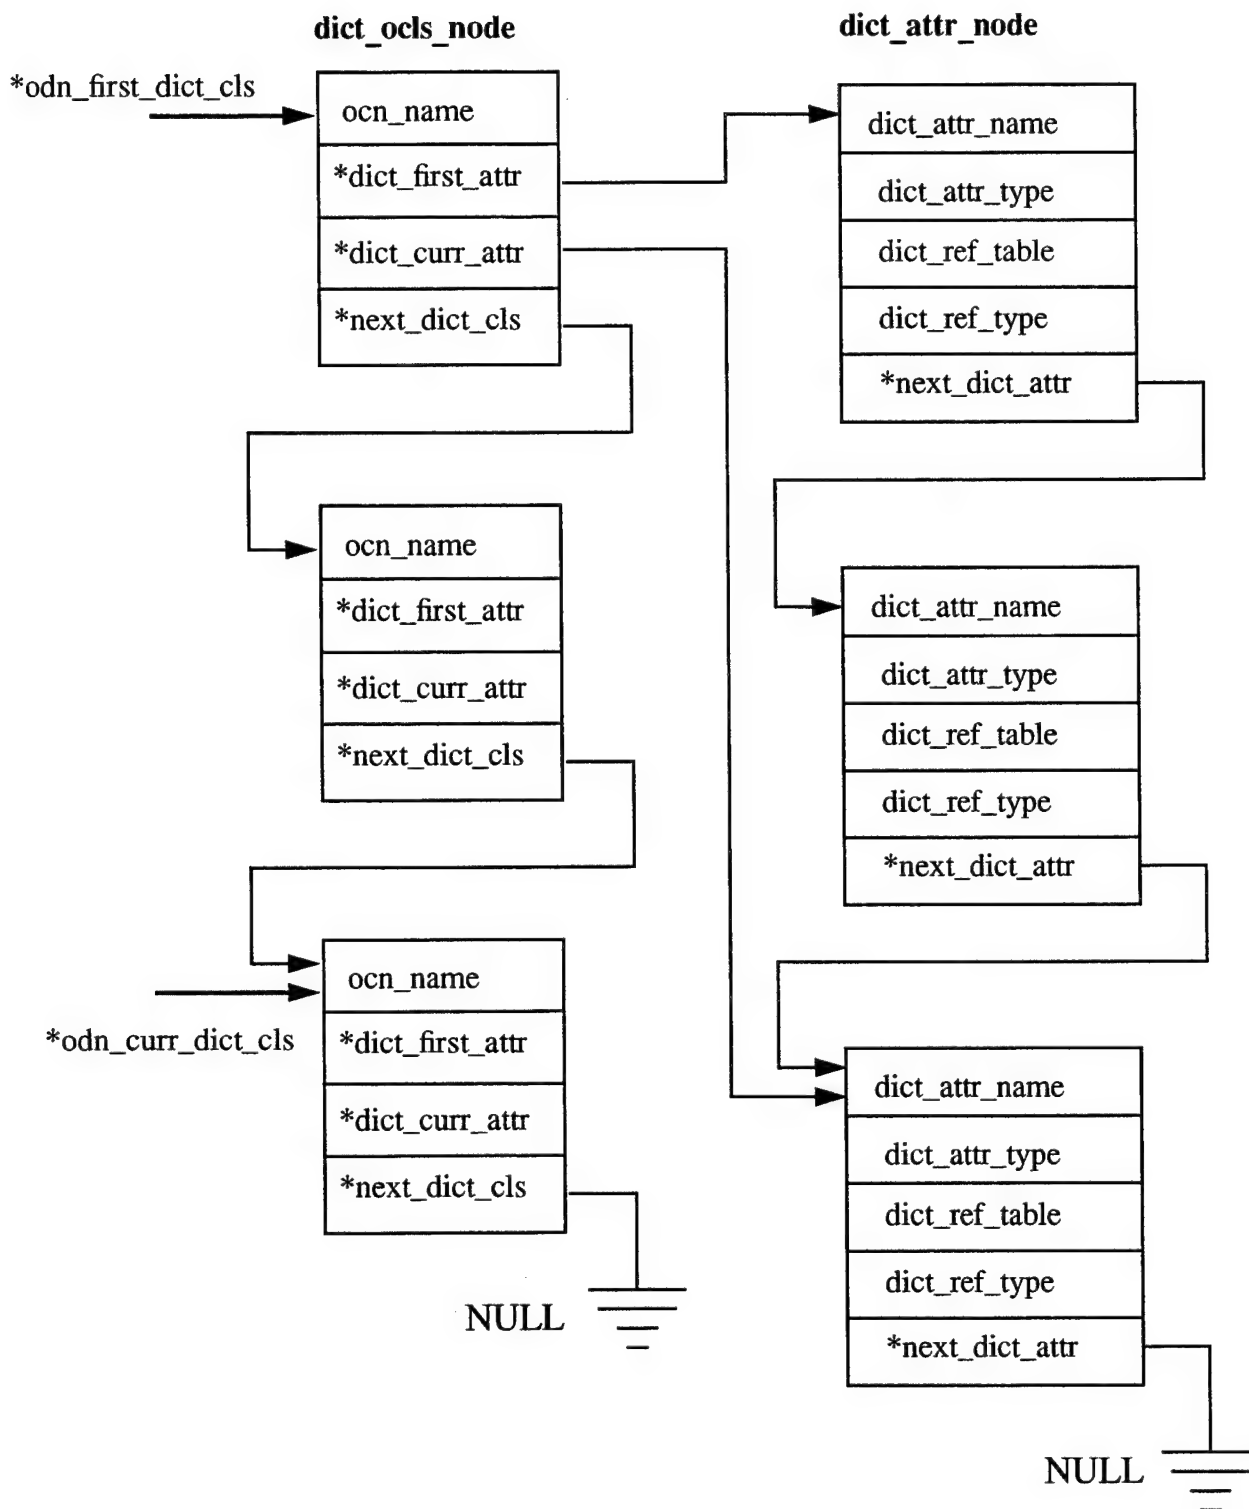 dict_ocls_node
*odn_first_dict_cls
ocn_name
*dict_first_attr
*dict_curr_attr
*next_dict_cls
ocn_name
*dict_first_attr
*dict_curr_attr
*next_dict_cls
ocn_name
*odn_curr_dict_cls
*dict_first_attr
*dict_curr_attr
*next_dict_cls
NULL
dict_attr_node
dict_attr_name
dict_attr_type
dict_ref_table
dict_ref_type
*next_dict_attr
dict_attr_name
dict_attr_type
dict_ref_table
dict_ref_type
*next_dict_attr
dict_attr_name
dict_attr_type
dict_ref_table
dict_ref_type
*next_dict_attr
NULL